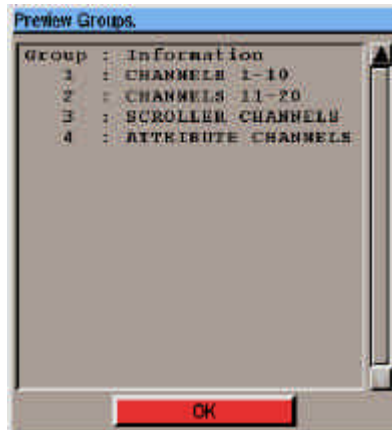 Preview Groups.
Group : Information
1 : CHANNELS 1-10
2 : CHANNELS 11-20
3 : SCROLLER CHANNELS
4 : ATTRIBUTE CHANNELS
OK